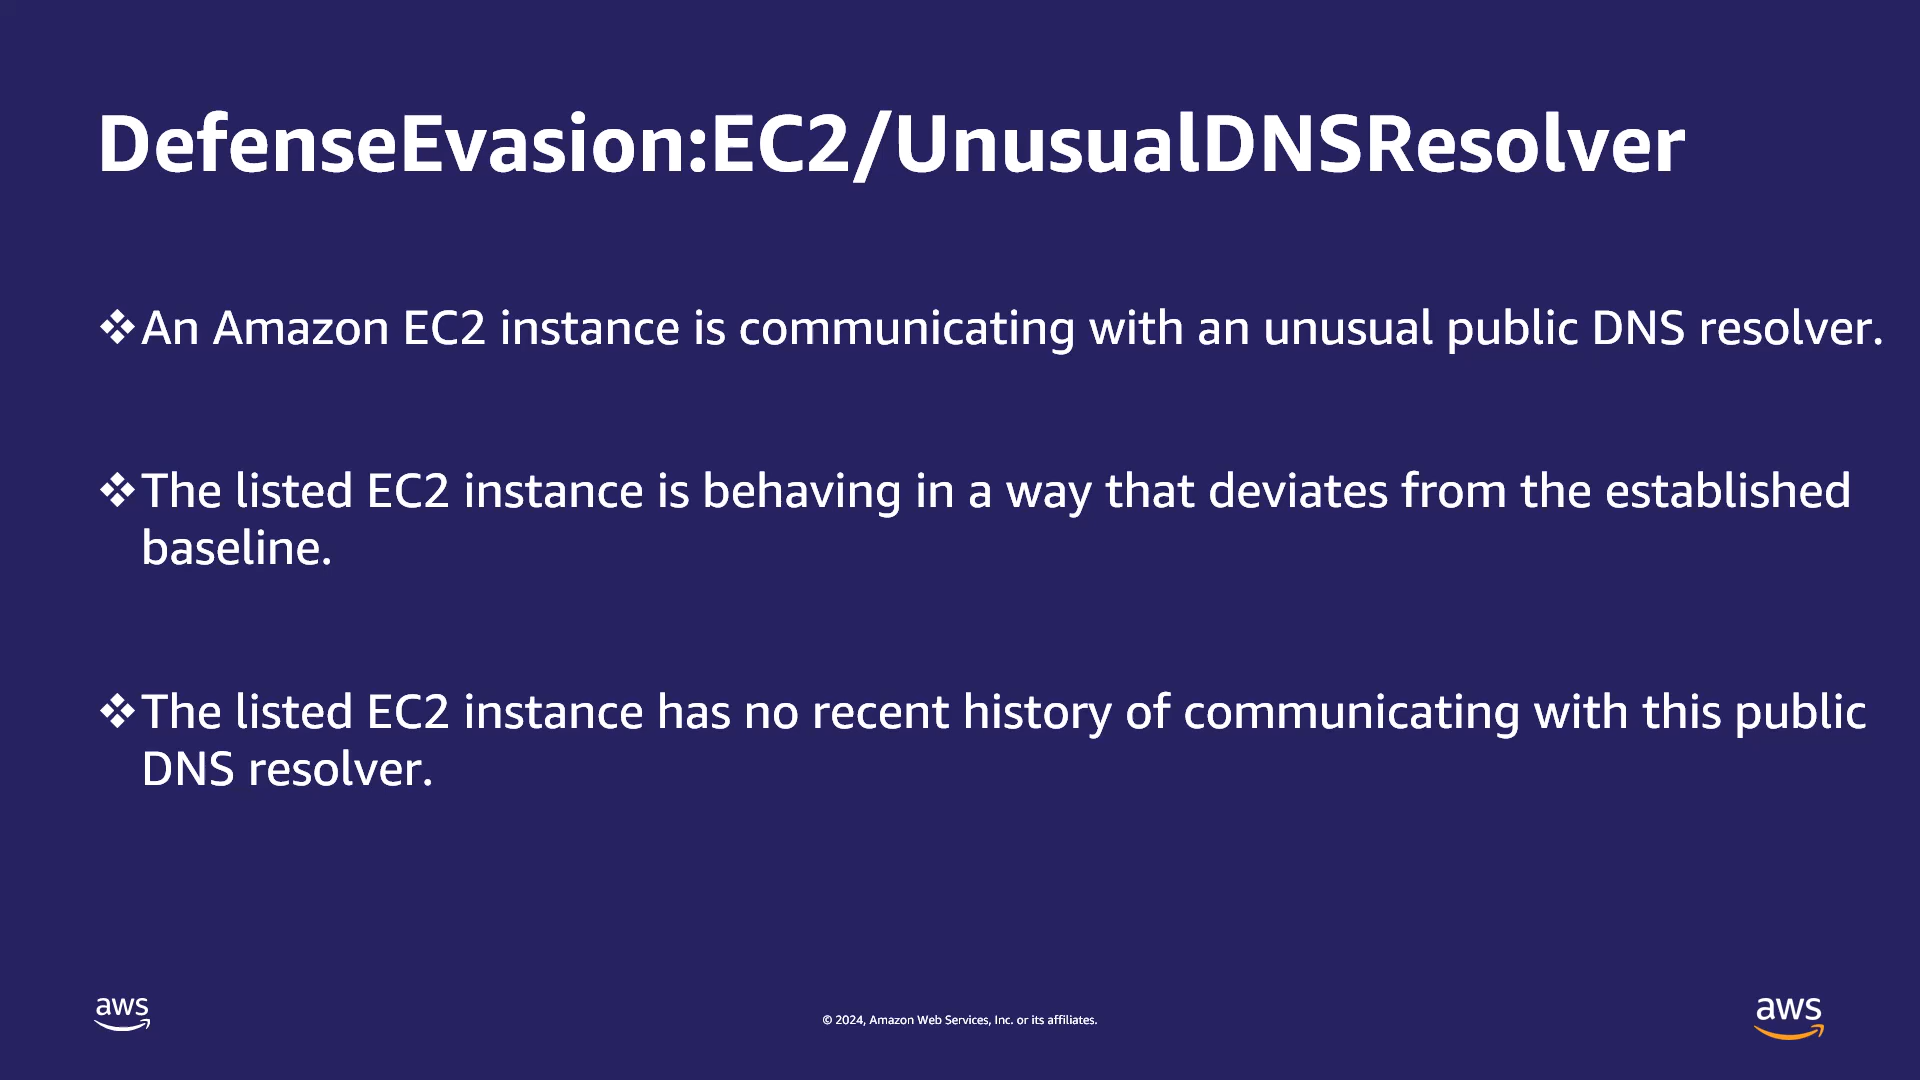 DefenseEvasion:EC2/UnusualDNSResolver
❖An Amazon EC2 instance is communicating with an unusual public DNS resolver.
❖The listed EC2 instance is behaving in a way that deviates from the established
baseline.
❖The listed EC2 instance has no recent history of communicating with this public
DNS resolver.
aws
© 2024, Amazon Web Services, Inc. or its affiliates.
aws